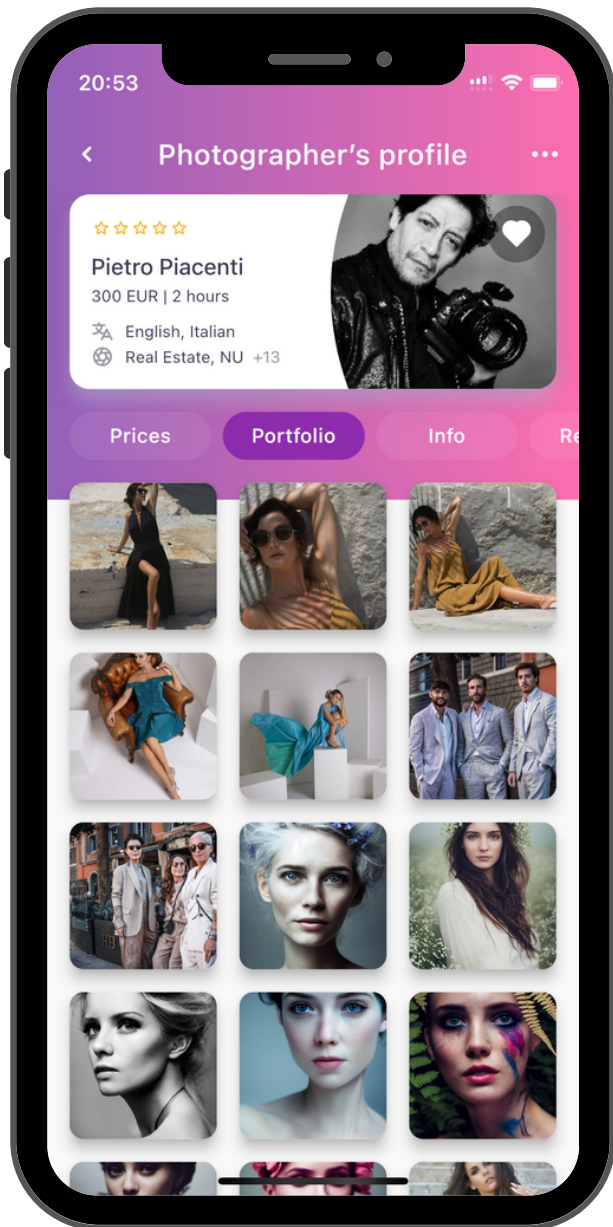 20:53
Photographer’s profile
Pietro Piacenti
300 EUR | 2 hours
English, Italian
Real Estate, NU +13
Prices
Portfolio
Info
Re